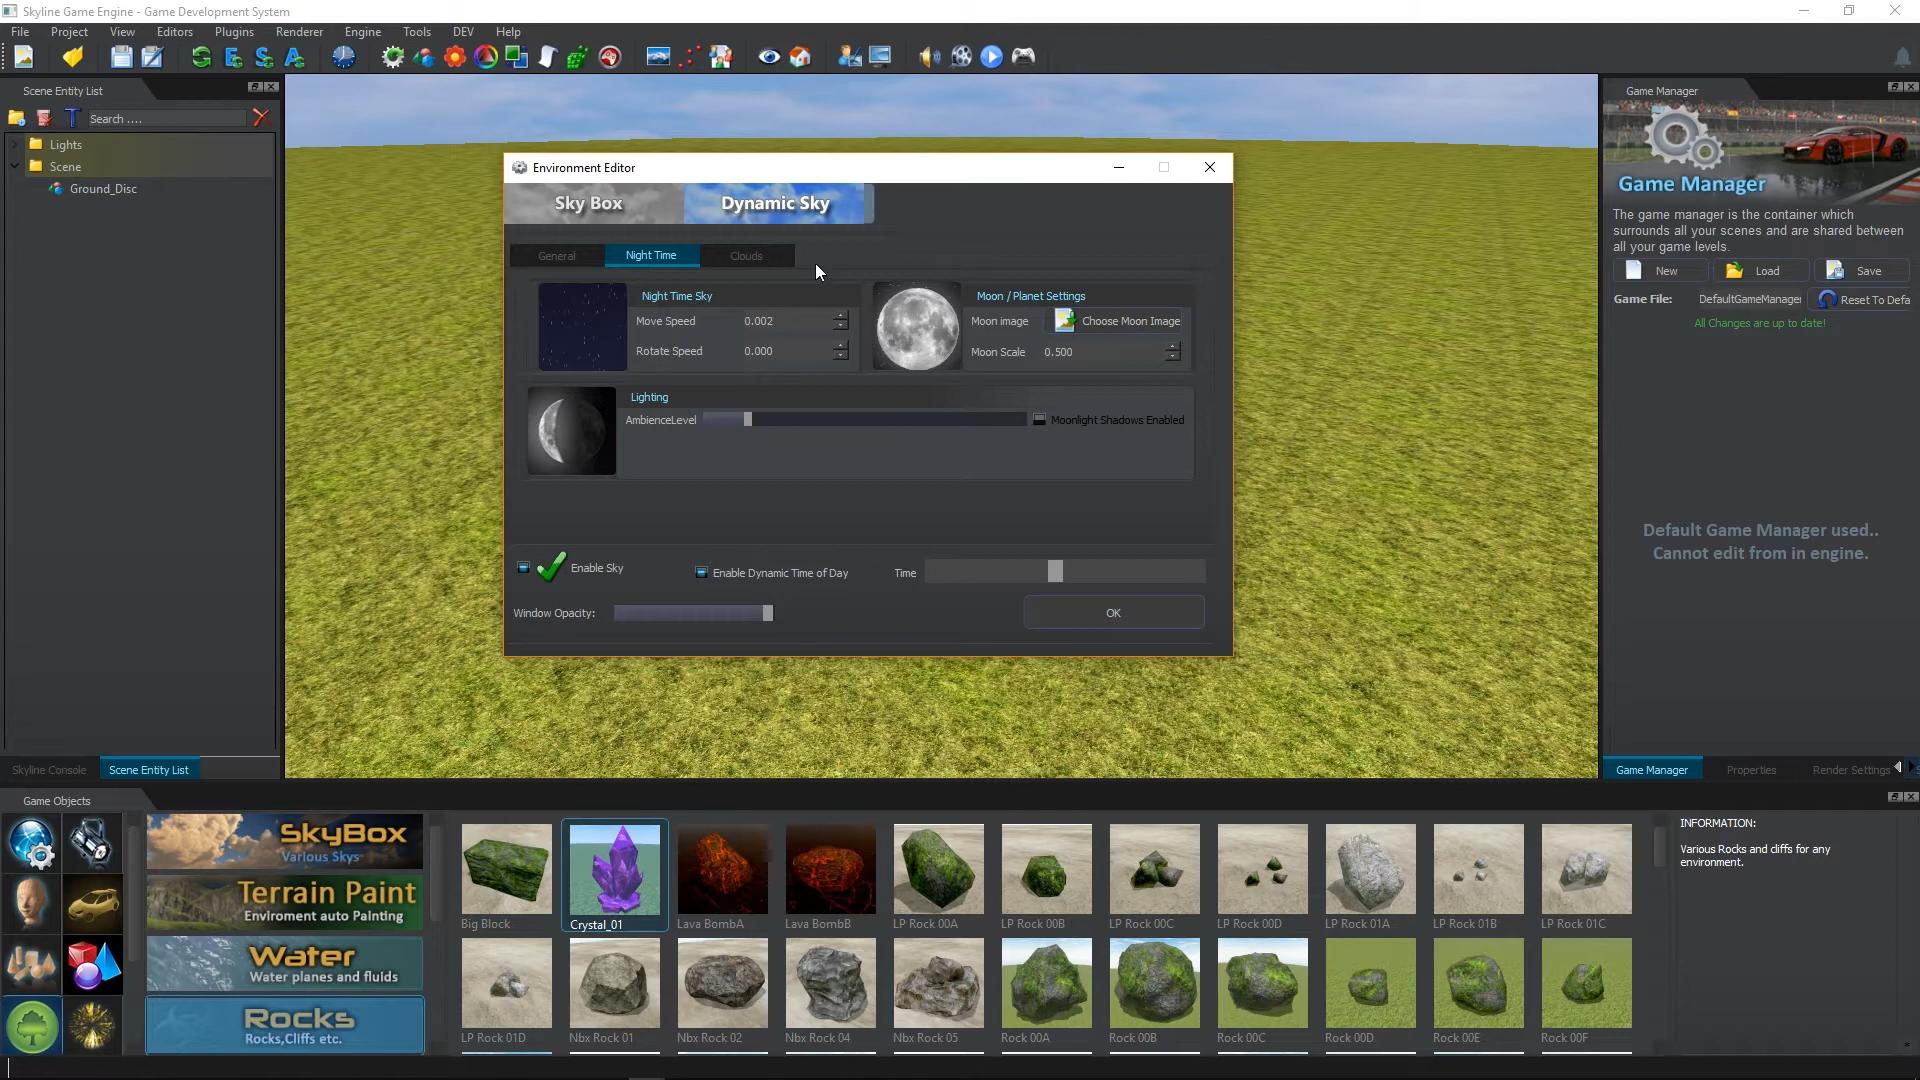 Skyline Game Engine - Game Development System
File Project View Editors Tools Plugins Renderer Engine Tools DEV Help
Scene Entity List
Search ....
Lights
Scene
Ground_Disc
Skyline Console Scene Entity List
Environment Editor
Sky Box Dynamic Sky
General Night Time Clouds
Night Time Sky
Move Speed 0.002
Rotate Speed 0.000
Moon / Planet Settings
Moon image Choose Moon Image
Moon Scale 0.500
Lighting
AmbienceLevel Moonlight Shadows Enabled
Enable Sky Enable Dynamic Time of Day Time
Window Opacity: OK
Game Manager
Game Manager
The game manager is the container which
surrounds all your scenes and are shared between
all your game levels.
New Load Save
Game File: DefaultGameManager Reset To Defa
All Changes are up to date!
Default Game Manager used..
Cannot edit from in engine.
Game Manager Properties Render Settings
Game Objects
SkyBox
Various Skys
Terrain Paint
Enviroment auto Painting
Water
Water planes and fluids
Rocks
Rocks,Cliffs etc.
Big Block Crystal_01 Lava BombA Lava BombB LP Rock 00A LP Rock 00B LP Rock 00C LP Rock 00D LP Rock 01A LP Rock 01B LP Rock 01C
LP Rock 01D Nbx Rock 01 Nbx Rock 02 Nbx Rock 04 Nbx Rock 05 Rock 00A Rock 00B Rock 00C Rock 00D Rock 00E Rock 00F
INFORMATION:
Various Rocks and cliffs for any
environment.